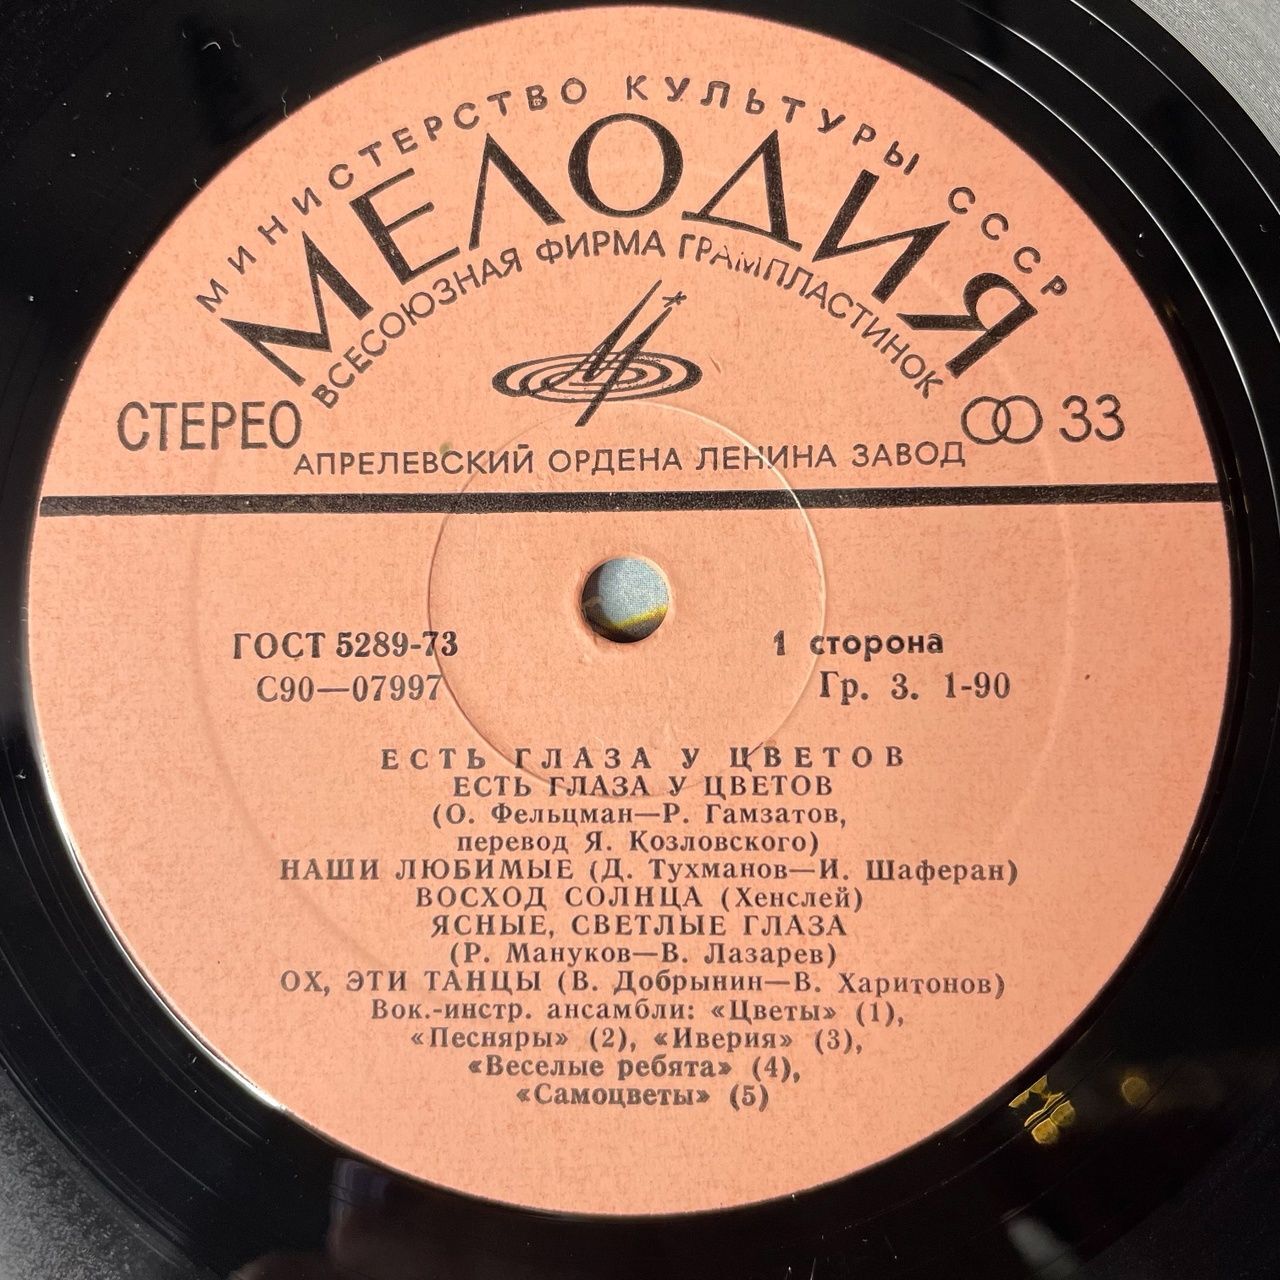 МИНИСТЕРСТВО КУЛЬТУРЫ СССР
МЕЛОДИЯ
ВСЕСОЮЗНАЯ ФИРМА ГРАМПЛАСТИНОК
СТЕРЕО
33
АПРЕЛЕВСКИЙ ОРДЕНА ЛЕНИНА ЗАВОД
ГОСТ 5289-73
1 сторона
С90—07997
Гр. 3. 1-90
ЕСТЬ ГЛАЗА У ЦВЕТОВ
ЕСТЬ ГЛАЗА У ЦВЕТОВ
(О. Фельцман—Р. Гамзатов,
перевод Я. Козловского)
НАШИ ЛЮБИМЫЕ (Д. Тухманов—И. Шаферан)
ВОСХОД СОЛНЦА (Хенслей)
ЯСНЫЕ, СВЕТЛЫЕ ГЛАЗА
(Р. Мануков—В. Лазарев)
ОХ, ЭТИ ТАНЦЫ (В. Добрынин—В. Харитонов)
Вок.-инстр. ансамбли: «Цветы» (1),
«Песняры» (2), «Иверия» (3),
«Веселые ребята» (4),
«Самоцветы» (5)